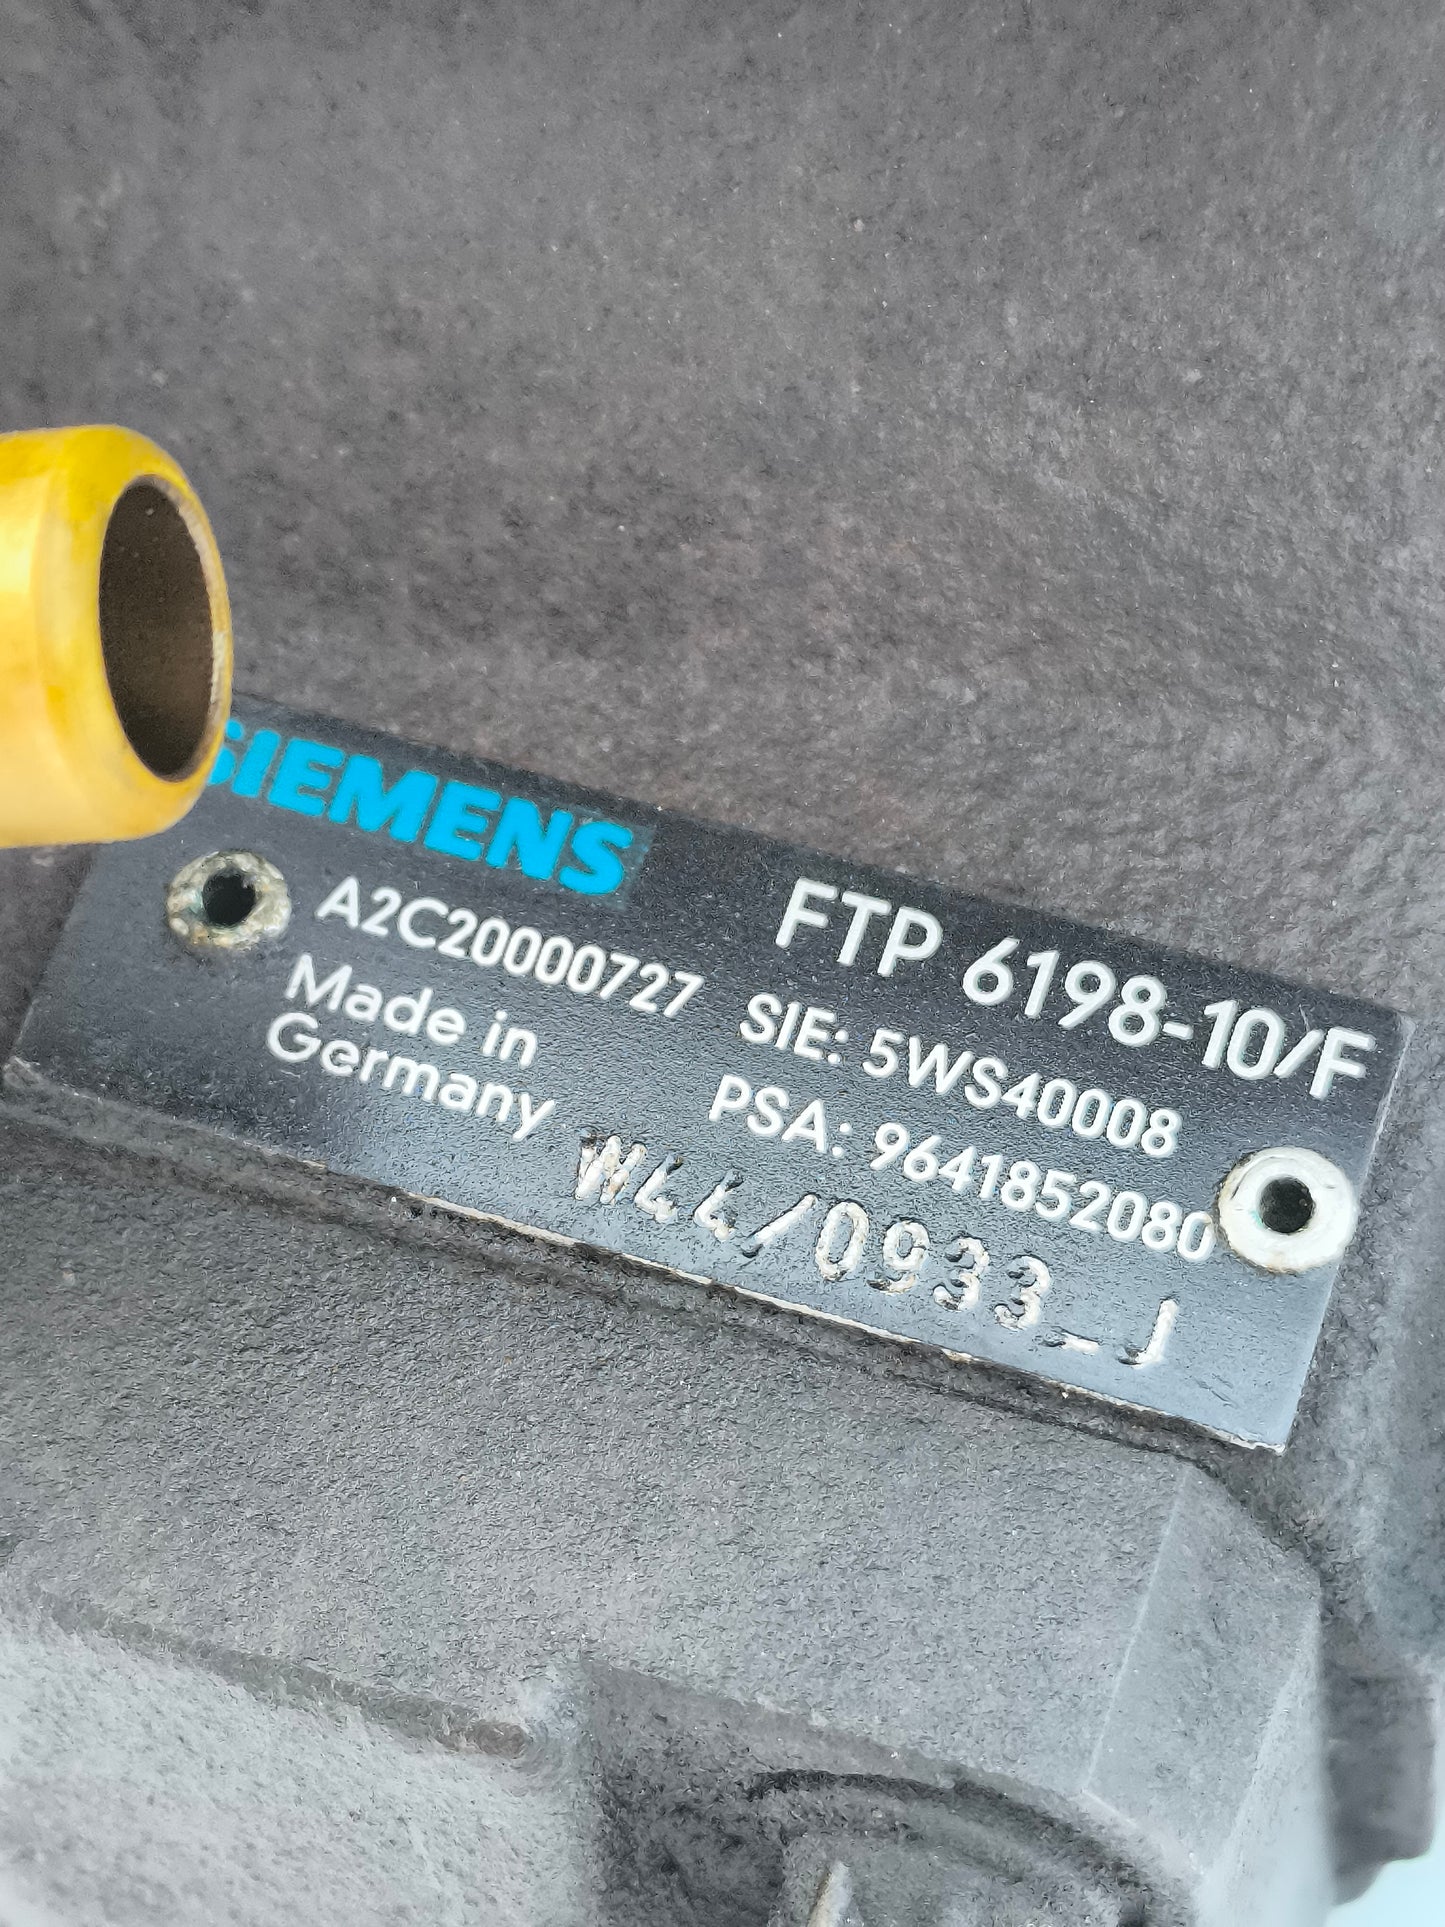 SIEMENS
FTP 6198-10/F
A2C20000727
SIE: 5WS40008
Made in
Germany
PSA: 9641852080
W44/0933_J